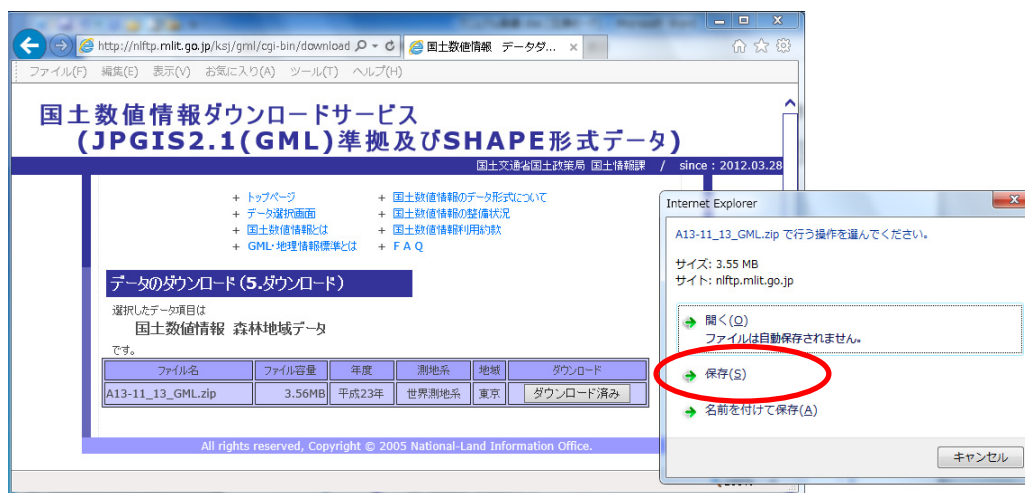 http://nlftp.mlit.go.jp/ksj/gml/cgi-bin/download
国土数値情報 データダ... ×
ファイル(F) 編集(E) 表示(V) お気に入り(A) ツール(T) ヘルプ(H)
国土数値情報ダウンロードサービス
(JPGIS2.1(GML)準拠及びSHAPE形式データ)
国土交通省国土政策局 国土情報課 / since : 2012.03.28
+ トップページ + 国土数値情報のデータ形式について
+ データ選択画面 + 国土数値情報の整備状況
+ 国土数値情報とは + 国土数値情報利用約款
+ GML・地理情報標準とは + F A Q
データのダウンロード(5.ダウンロード)
選択したデータ項目は
国土数値情報 森林地域データ
です。
ファイル名 ファイル容量 年度 測地系 地域 ダウンロード
A13-11_13_GML.zip 3.56MB 平成23年 世界測地系 東京 ダウンロード済み
All rights reserved, Copyright © 2005 National-Land Information Office.
Internet Explorer
A13-11_13_GML.zip で行う操作を選んでください。
サイズ: 3.55 MB
サイト: nlftp.mlit.go.jp
開く(O)
ファイルは自動保存されません。
保存(S)
名前を付けて保存(A)
キャンセル